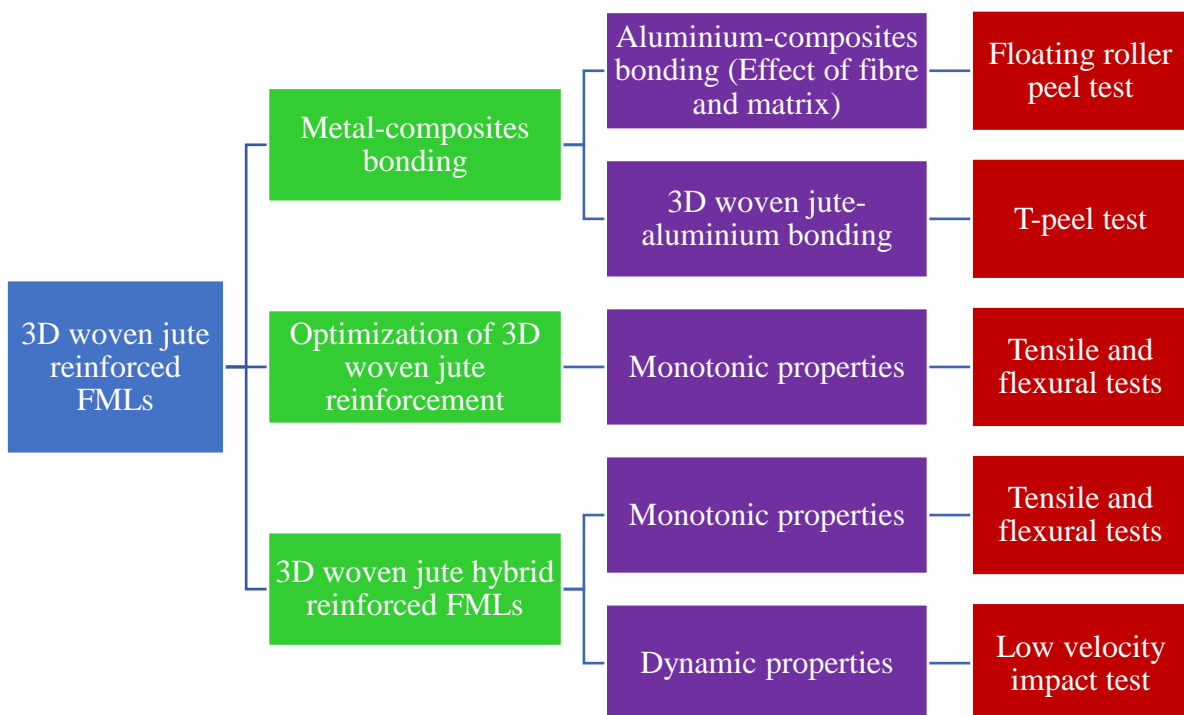 3D woven jute
reinforced
FMLs
Metal-composites
bonding
Aluminium-composites
bonding (Effect of fibre
and matrix)
Floating roller
peel test
3D woven jute-
aluminium bonding
T-peel test
Optimization of 3D
woven jute
reinforcement
Monotonic properties
Tensile and
flexural tests
3D woven jute hybrid
reinforced FMLs
Monotonic properties
Tensile and
flexural tests
Dynamic properties
Low velocity
impact test